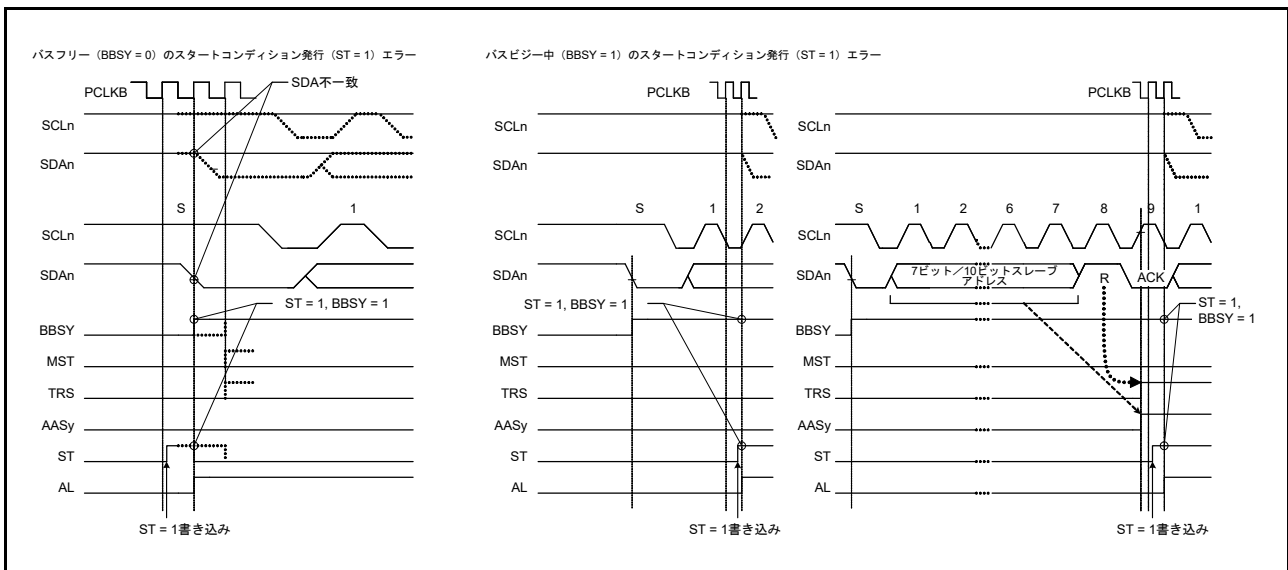 バスフリー（BBSY = 0）のスタートコンディション発行（ST = 1）エラー
PCLKB
SDA不一致
SCLn
SDAn
S
1
SCLn
SDAn
ST = 1, BBSY = 1
BBSY
MST
TRS
AASy
ST
AL
ST = 1書き込み
バスビジー中（BBSY = 1）のスタートコンディション発行（ST = 1）エラー
PCLKB
SCLn
SDAn
S
1
2
SCLn
SDAn
ST = 1, BBSY = 1
BBSY
MST
TRS
AASy
ST
AL
ST = 1書き込み
PCLKB
SCLn
SDAn
S
1
2
6
7
8
9
1
SCLn
SDAn
7ビット／10ビットスレーブ
アドレス
R
ACK
ST = 1,
BBSY = 1
BBSY
MST
TRS
AASy
ST
AL
ST = 1書き込み